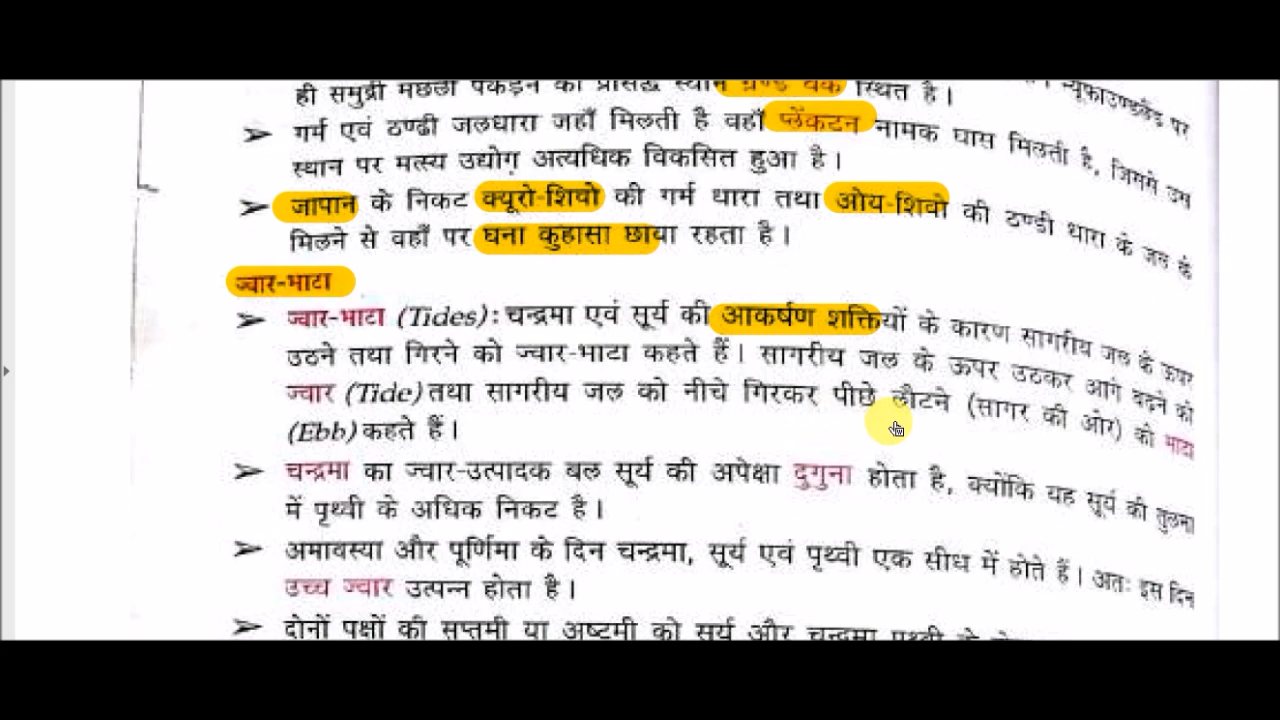 ही समुद्री मछली पकड़ने का प्रसिद्ध स्थान ग्रैण्ड बैंक स्थित है। न्यूफाउण्डलैंड पर
➢ गर्म एवं ठण्ढी जलधारा जहाँ मिलती है वहाँ प्लेंकटन नामक घास मिलती है, जिससे उस
स्थान पर मत्स्य उद्योग अत्यधिक विकसित हुआ है।
➢ जापान के निकट क्यूरो-शिवो की गर्म धारा तथा ओय-शिवो की ठण्डी धारा के जल के
मिलने से वहाँ पर घना कुहासा छाया रहता है।
ज्वार-भाटा
➢ ज्वार-भाटा (Tides): चन्द्रमा एवं सूर्य की आकर्षण शक्तियों के कारण सागरीय जल के ऊपर
उठने तथा गिरने को ज्वार-भाटा कहते हैं। सागरीय जल के ऊपर उठकर आगे बढ़ने को
ज्वार (Tide) तथा सागरीय जल को नीचे गिरकर पीछे लौटने (सागर की ओर) को भाटा
(Ebb) कहते हैं।
➢ चन्द्रमा का ज्वार-उत्पादक बल सूर्य की अपेक्षा दुगुना होता है, क्योंकि यह सूर्य की तुलना
में पृथ्वी के अधिक निकट है।
➢ अमावस्या और पूर्णिमा के दिन चन्द्रमा, सूर्य एवं पृथ्वी एक सीध में होते हैं। अतः इस दिन
उच्च ज्वार उत्पन्न होता है।
➢ दोनों पक्षों की सप्तमी या अष्टमी को सूर्य और चन्द्रमा पृथ्वी के